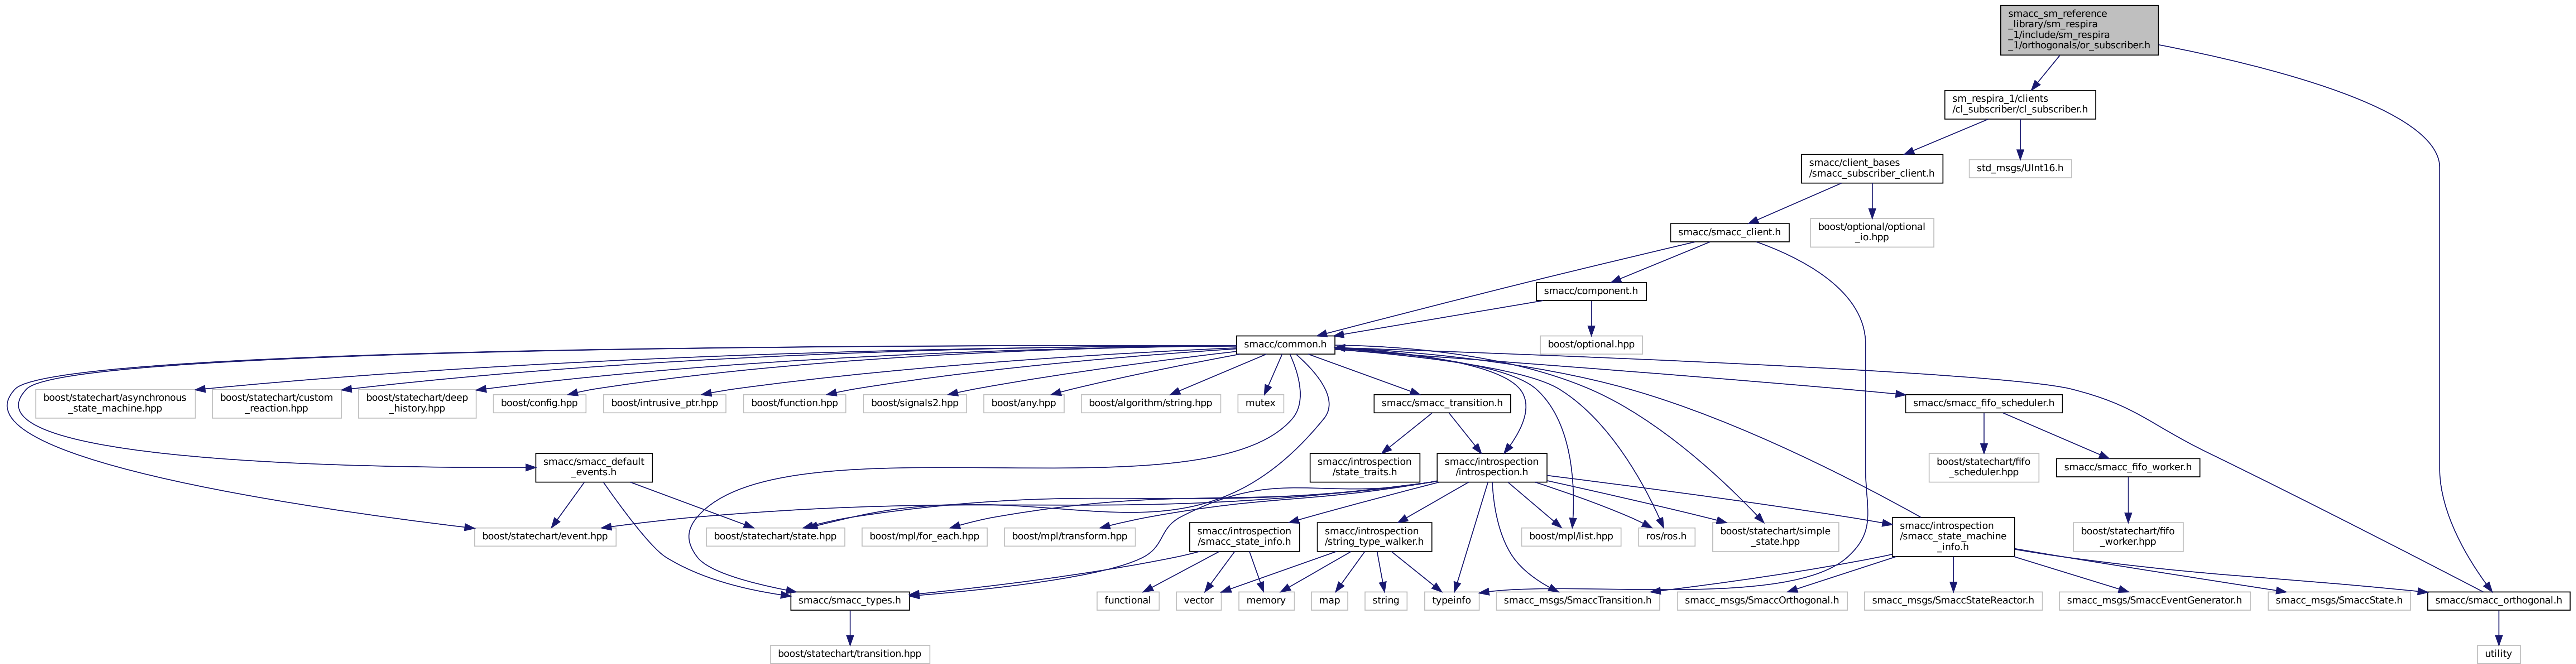 smacc_sm_reference
_library/sm_respira
_1/include/sm_respira
_1/orthogonals/or_subscriber.h
sm_respira_1/clients
/cl_subscriber/cl_subscriber.h
smacc/client_bases
/smacc_subscriber_client.h
std_msgs/UInt16.h
smacc/smacc_client.h
boost/optional/optional
_io.hpp
smacc/component.h
smacc/common.h
boost/optional.hpp
boost/statechart/asynchronous
_state_machine.hpp
boost/statechart/custom
_reaction.hpp
boost/statechart/deep
_history.hpp
boost/config.hpp
boost/intrusive_ptr.hpp
boost/function.hpp
boost/signals2.hpp
boost/any.hpp
boost/algorithm/string.hpp
mutex
smacc/smacc_transition.h
smacc/smacc_fifo_scheduler.h
smacc/smacc_default
_events.h
smacc/introspection
/state_traits.h
smacc/introspection
/introspection.h
boost/statechart/fifo
_scheduler.hpp
smacc/smacc_fifo_worker.h
boost/statechart/event.hpp
boost/statechart/state.hpp
boost/mpl/for_each.hpp
boost/mpl/transform.hpp
smacc/introspection
/smacc_state_info.h
smacc/introspection
/string_type_walker.h
boost/mpl/list.hpp
ros/ros.h
boost/statechart/simple
_state.hpp
smacc/introspection
/smacc_state_machine
_info.h
boost/statechart/fifo
_worker.hpp
smacc/smacc_types.h
functional
vector
memory
map
string
typeinfo
smacc_msgs/SmaccTransition.h
smacc_msgs/SmaccOrthogonal.h
smacc_msgs/SmaccStateReactor.h
smacc_msgs/SmaccEventGenerator.h
smacc_msgs/SmaccState.h
smacc/smacc_orthogonal.h
boost/statechart/transition.hpp
utility